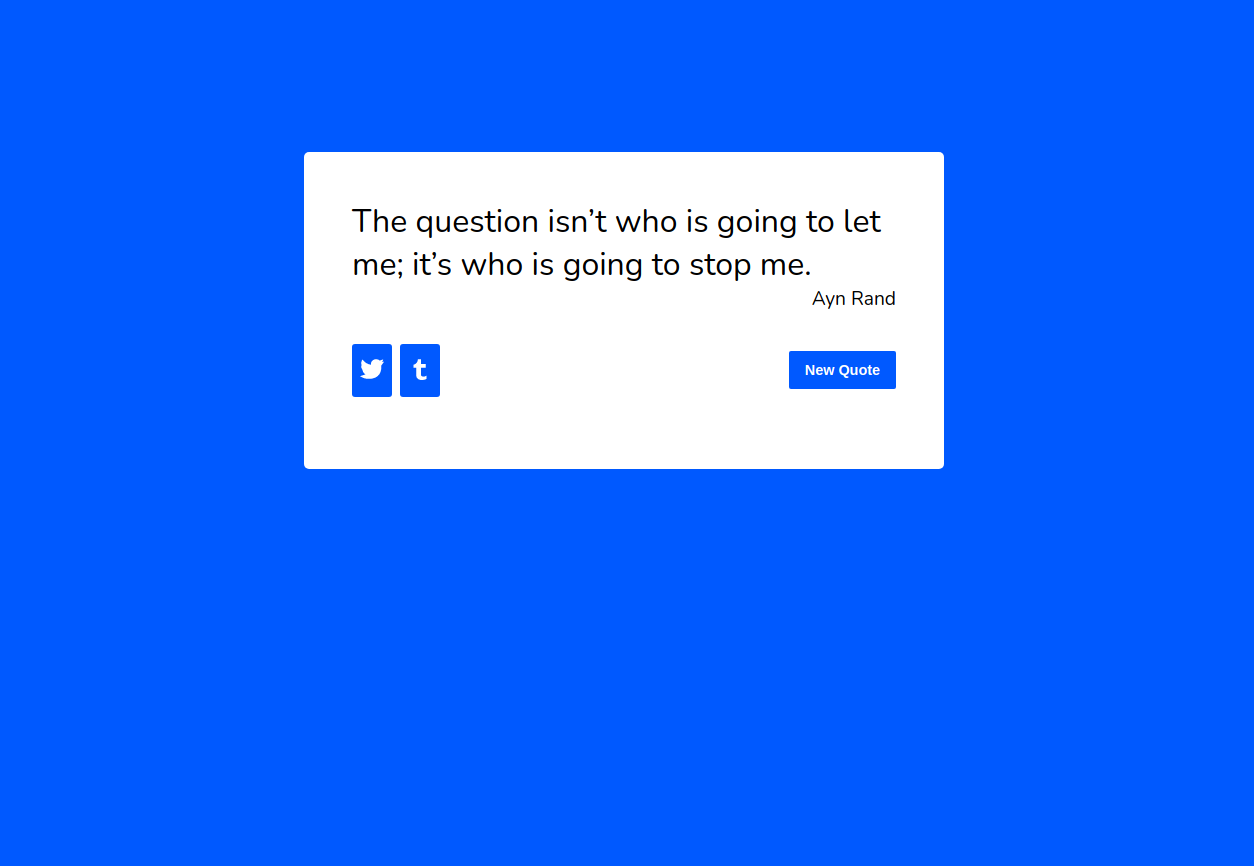 The question isn’t who is going to let
me; it’s who is going to stop me.
Ayn Rand
New Quote